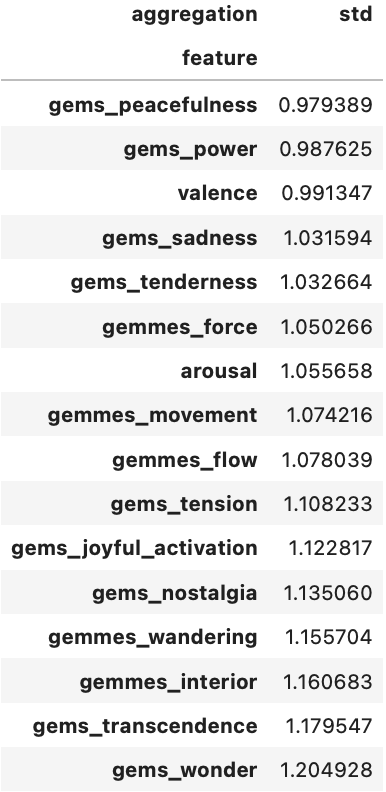 aggregation std
feature
gems_peacefulness 0.979389
gems_power 0.987625
valence 0.991347
gems_sadness 1.031594
gems_tenderness 1.032664
gemmes_force 1.050266
arousal 1.055658
gemmes_movement 1.074216
gemmes_flow 1.078039
gems_tension 1.108233
gems_joyful_activation 1.122817
gems_nostalgia 1.135060
gemmes_wandering 1.155704
gemmes_interior 1.160683
gems_transcendence 1.179547
gems_wonder 1.204928